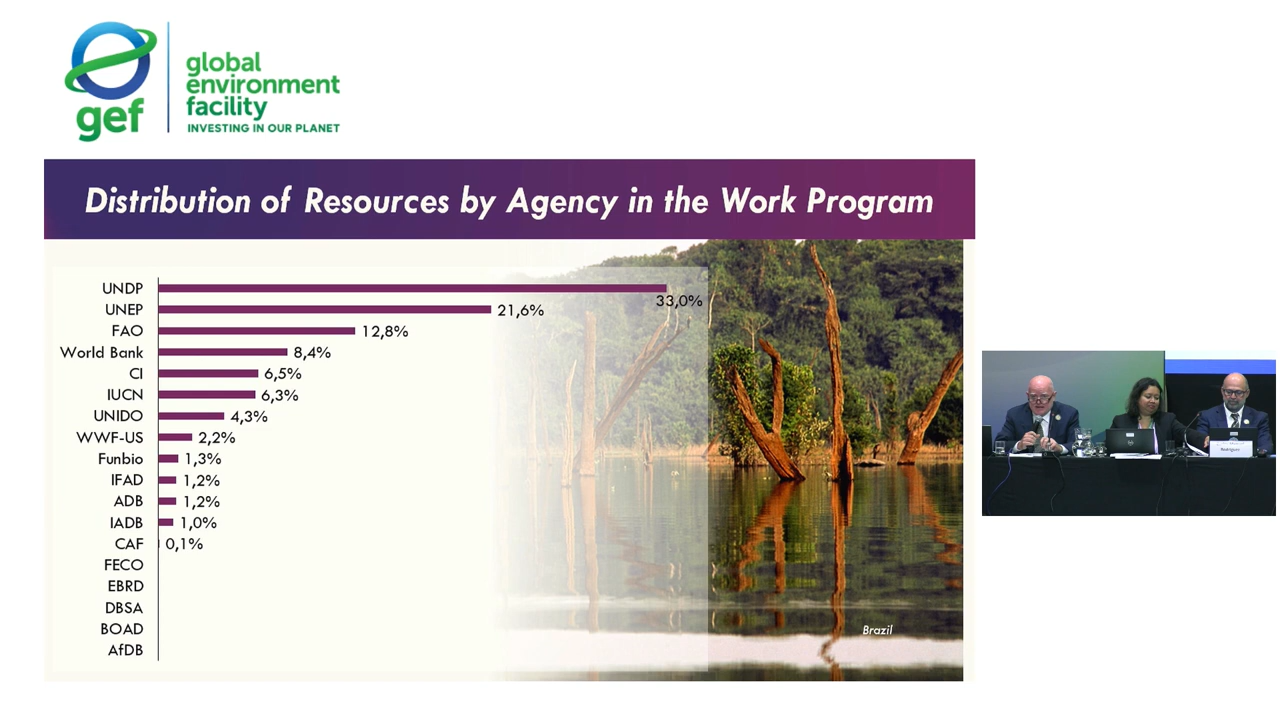 gef
global
environment
facility
INVESTING IN OUR PLANET
Distribution of Resources by Agency in the Work Program
UNDP 33,0%
UNEP 21,6%
FAO 12,8%
World Bank 8,4%
CI 6,5%
IUCN 6,3%
UNIDO 4,3%
WWF-US 2,2%
Funbio 1,3%
IFAD 1,2%
ADB 1,2%
IADB 1,0%
CAF 0,1%
FECO
EBRD
DBSA
BOAD
AfDB
Brazil
Rodriguez